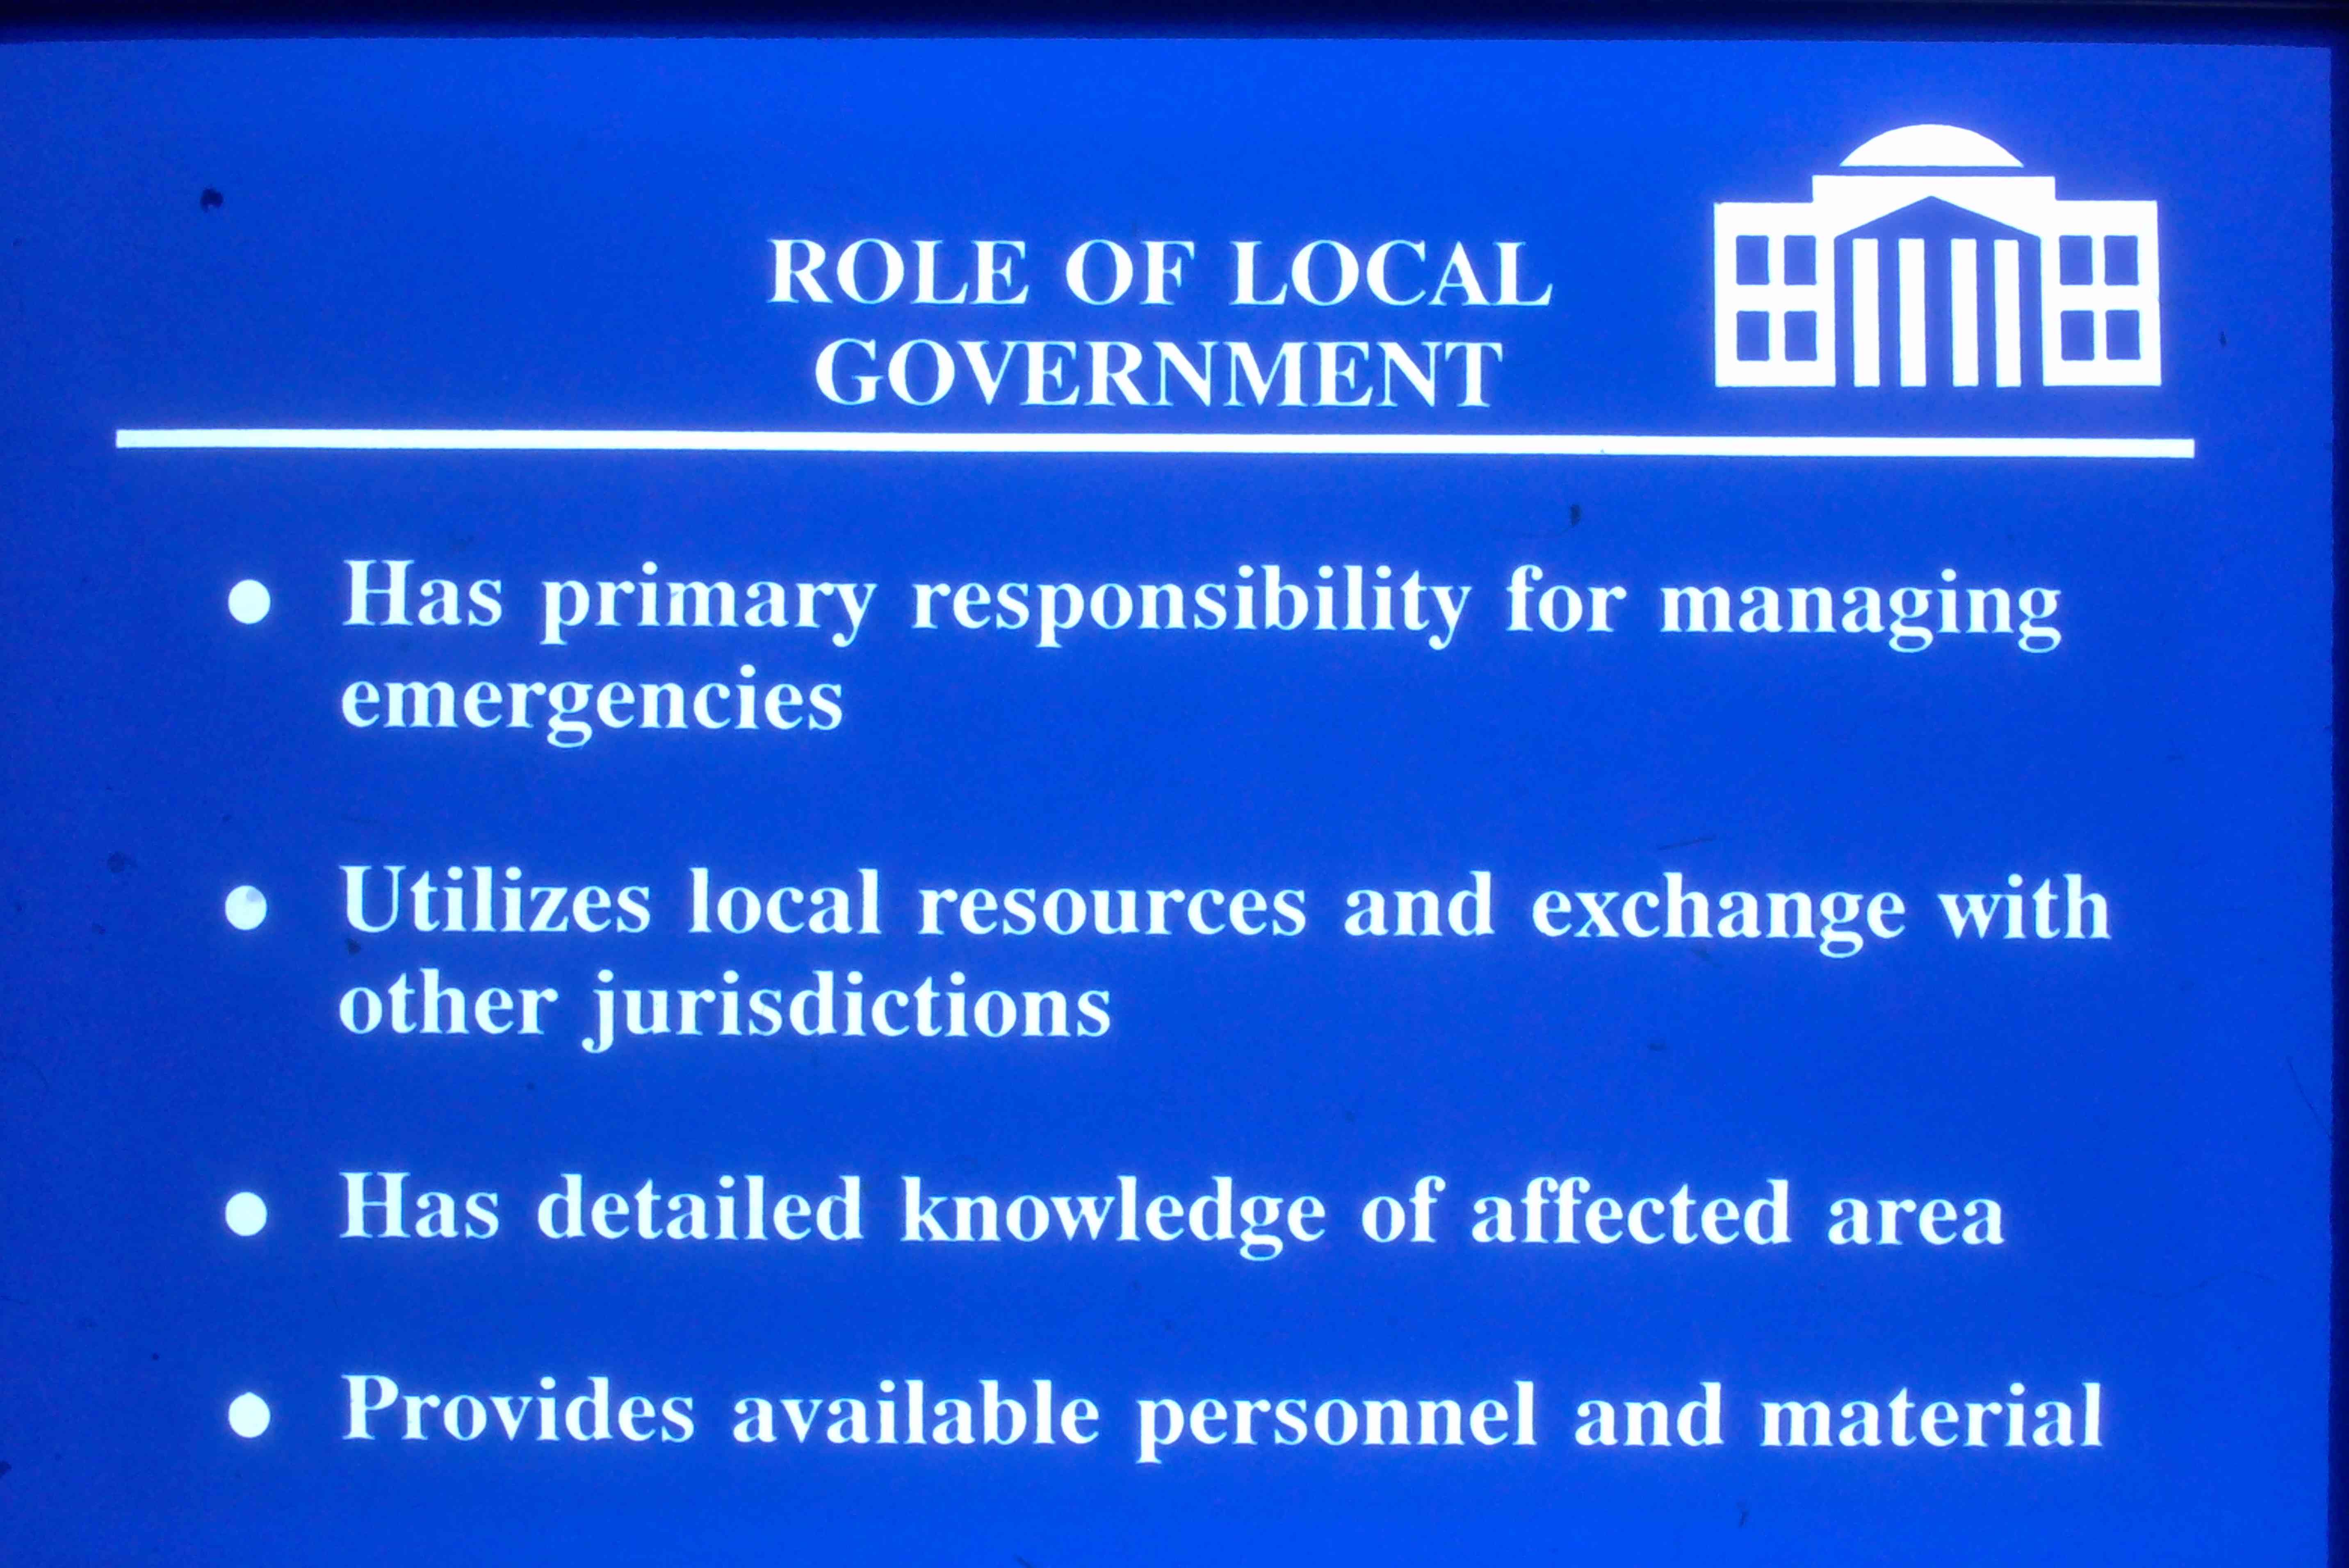 ROLE OF LOCAL
GOVERNMENT
● Has primary responsibility for managing
emergencies
● Utilizes local resources and exchange with
other jurisdictions
● Has detailed knowledge of affected area
● Provides available personnel and material